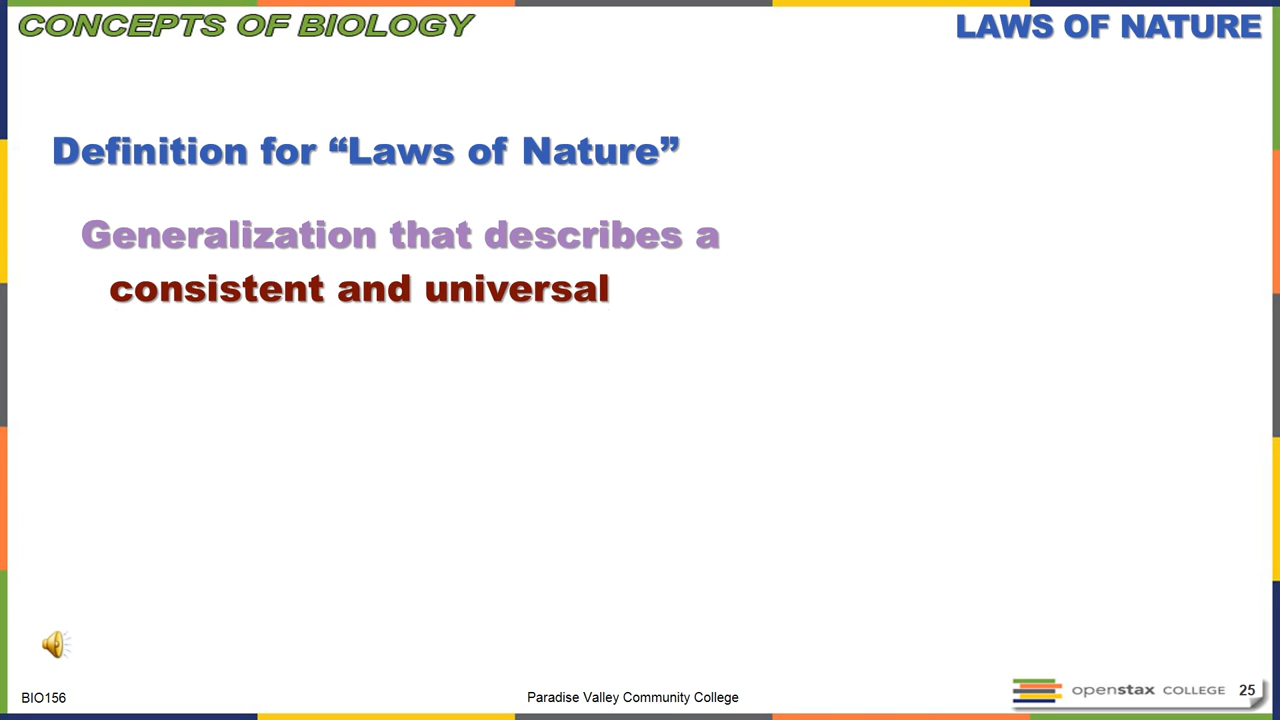 CONCEPTS OF BIOLOGY
LAWS OF NATURE
Definition for “Laws of Nature”
Generalization that describes a
consistent and universal
BIO156
Paradise Valley Community College
openstax COLLEGE
25